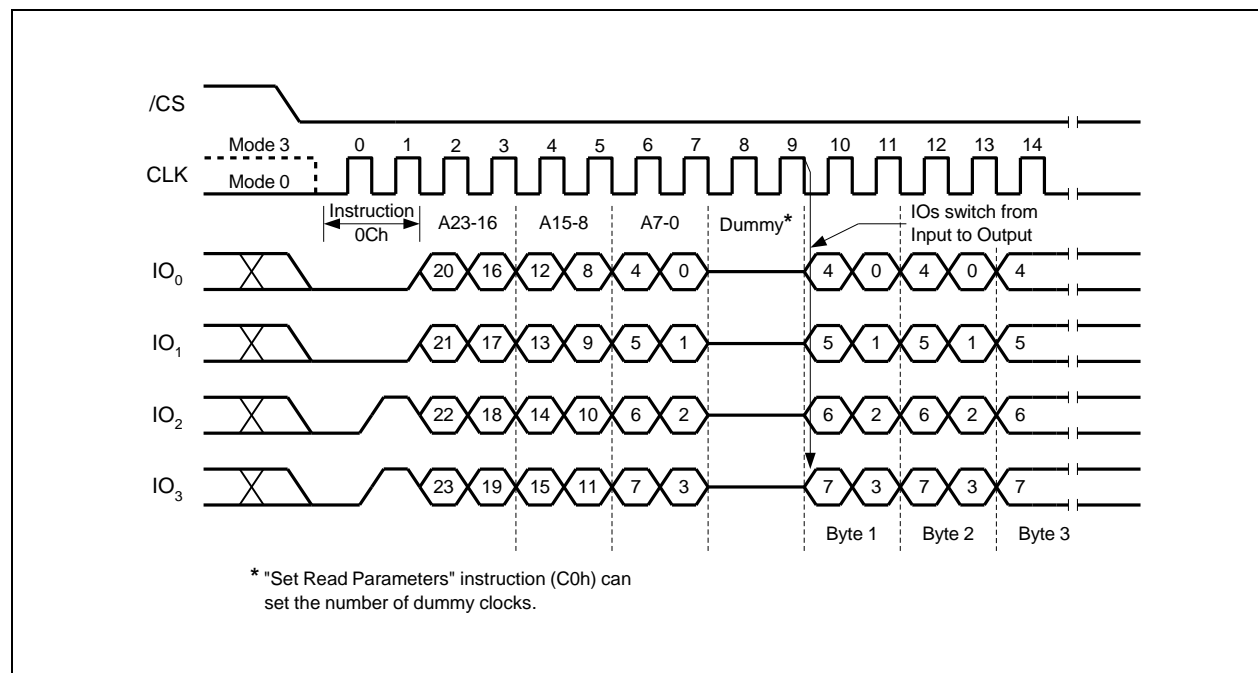 /CS
Mode 3 0 1 2 3 4 5 6 7 8 9 10 11 12 13 14
CLK
Mode 0
Instruction
0Ch
A23-16 A15-8 A7-0 Dummy*
IOs switch from
Input to Output
IO0 20 16 12 8 4 0 4 0 4 0 4
IO1 21 17 13 9 5 1 5 1 5 1 5
IO2 22 18 14 10 6 2 6 2 6 2 6
IO3 23 19 15 11 7 3 7 3 7 3 7
Byte 1 Byte 2 Byte 3
* "Set Read Parameters" instruction (C0h) can
set the number of dummy clocks.